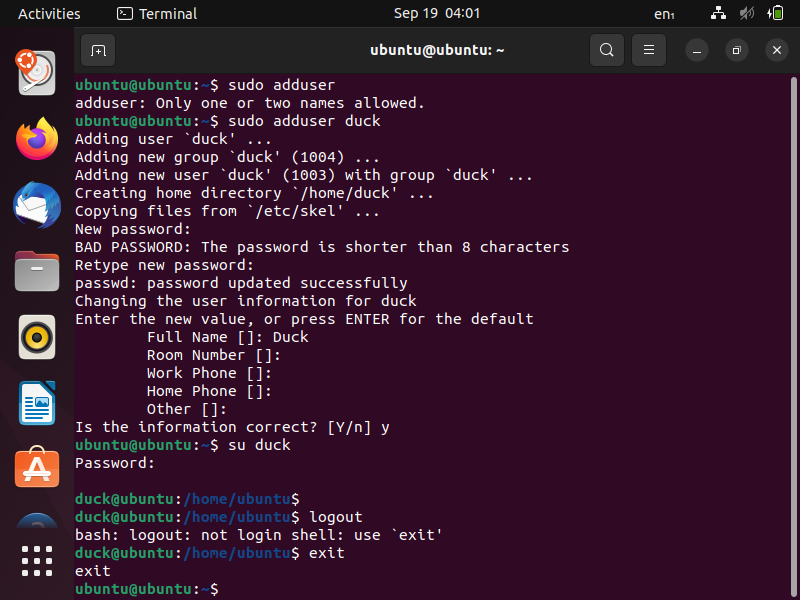 Activities
Terminal
Sep 19 04:01
en₁
ubuntu@ubuntu: ~
ubuntu@ubuntu:~$ sudo adduser
adduser: Only one or two names allowed.
ubuntu@ubuntu:~$ sudo adduser duck
Adding user `duck' ...
Adding new group `duck' (1004) ...
Adding new user `duck' (1003) with group `duck' ...
Creating home directory `/home/duck' ...
Copying files from `/etc/skel' ...
New password:
BAD PASSWORD: The password is shorter than 8 characters
Retype new password:
passwd: password updated successfully
Changing the user information for duck
Enter the new value, or press ENTER for the default
Full Name []: Duck
Room Number []:
Work Phone []:
Home Phone []:
Other []:
Is the information correct? [Y/n] y
ubuntu@ubuntu:~$ su duck
Password:
duck@ubuntu:/home/ubuntu$
duck@ubuntu:/home/ubuntu$ logout
bash: logout: not login shell: use `exit'
duck@ubuntu:/home/ubuntu$ exit
exit
ubuntu@ubuntu:~$